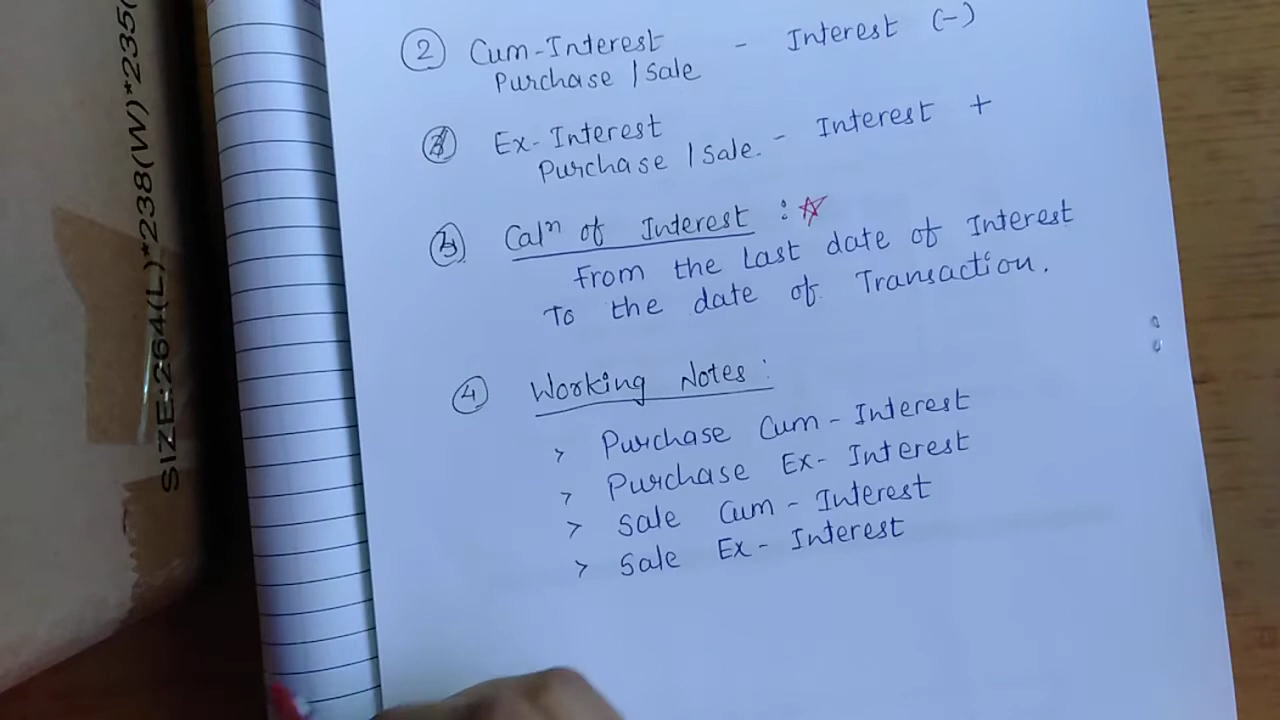 SIZE:264(L)*238(W)*235(
② Cum-Interest - Interest (-)
Purchase / Sale
Ex-Interest - Interest +
Purchase / Sale.
③ Calⁿ of Interest :
From the Last date of Interest
To the date of Transaction.
④ Working Notes :
> Purchase Cum - Interest
> Purchase Ex- Interest
> Sale Cum - Interest
> Sale Ex - Interest